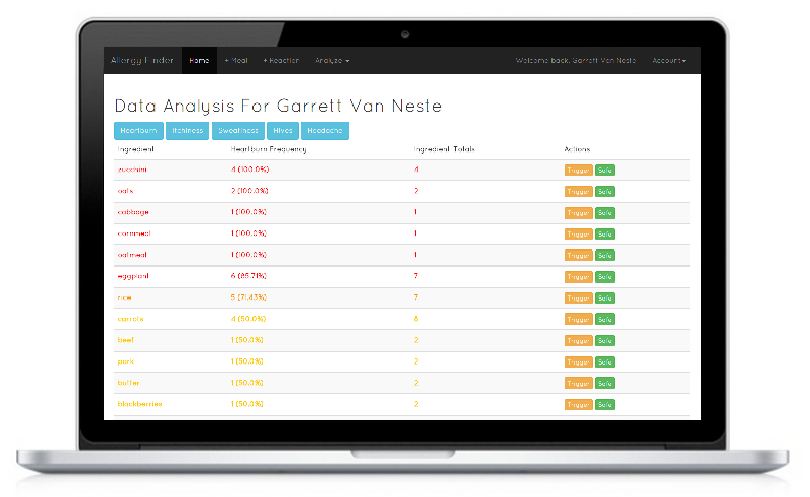 Allergy Finder Home + Meal + Reaction Analyze Welcome back, Garrett Van Neste Account
Data Analysis For Garrett Van Neste
Heartburn Itchiness Sweatiness Hives Headache
Ingredient Heartburn Frequency Ingredient Totals Actions
zucchini 4 (100.0%) 4 Trigger Safe
oats 2 (100.0%) 2 Trigger Safe
cabbage 1 (100.0%) 1 Trigger Safe
cornmeal 1 (100.0%) 1 Trigger Safe
oatmeal 1 (100.0%) 1 Trigger Safe
eggplant 6 (85.71%) 7 Trigger Safe
rice 5 (71.43%) 7 Trigger Safe
carrots 4 (50.0%) 8 Trigger Safe
beef 1 (50.0%) 2 Trigger Safe
pork 1 (50.0%) 2 Trigger Safe
butter 1 (50.0%) 2 Trigger Safe
blackberries 1 (50.0%) 2 Trigger Safe